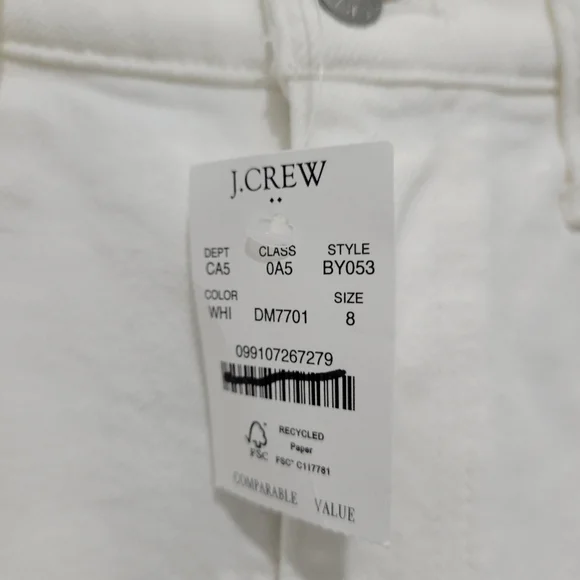 J.CREW
DEPT CLASS STYLE
CA5 0A5 BY053
COLOR SIZE
WHI DM7701 8
099107267279
FSC
RECYCLED
Paper
FSC® C117781
COMPARABLE VALUE